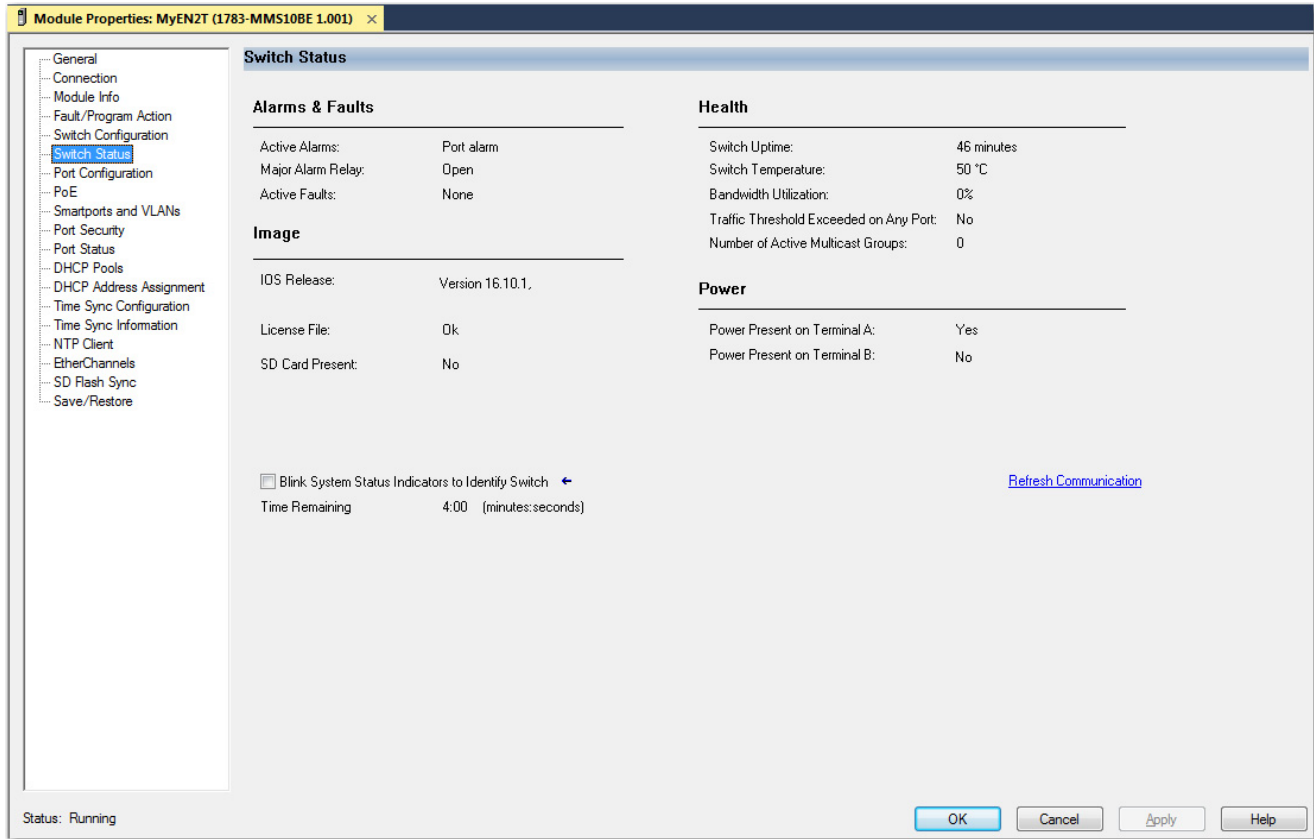 Module Properties: MyEN2T (1783-MMS10BE 1.001) ×
General
Connection
Module Info
Fault/Program Action
Switch Configuration
Switch Status
Port Configuration
PoE
Smartports and VLANs
Port Security
Port Status
DHCP Pools
DHCP Address Assignment
Time Sync Configuration
Time Sync Information
NTP Client
EtherChannels
SD Flash Sync
Save/Restore
Switch Status
Alarms & Faults
Active Alarms: Port alarm
Major Alarm Relay: Open
Active Faults: None
Image
IOS Release: Version 16.10.1,
License File: Ok
SD Card Present: No
Health
Switch Uptime: 46 minutes
Switch Temperature: 50 °C
Bandwidth Utilization: 0%
Traffic Threshold Exceeded on Any Port: No
Number of Active Multicast Groups: 0
Power
Power Present on Terminal A: Yes
Power Present on Terminal B: No
Blink System Status Indicators to Identify Switch ←
Time Remaining 4:00 (minutes:seconds)
Refresh Communication
Status: Running
OK Cancel Apply Help